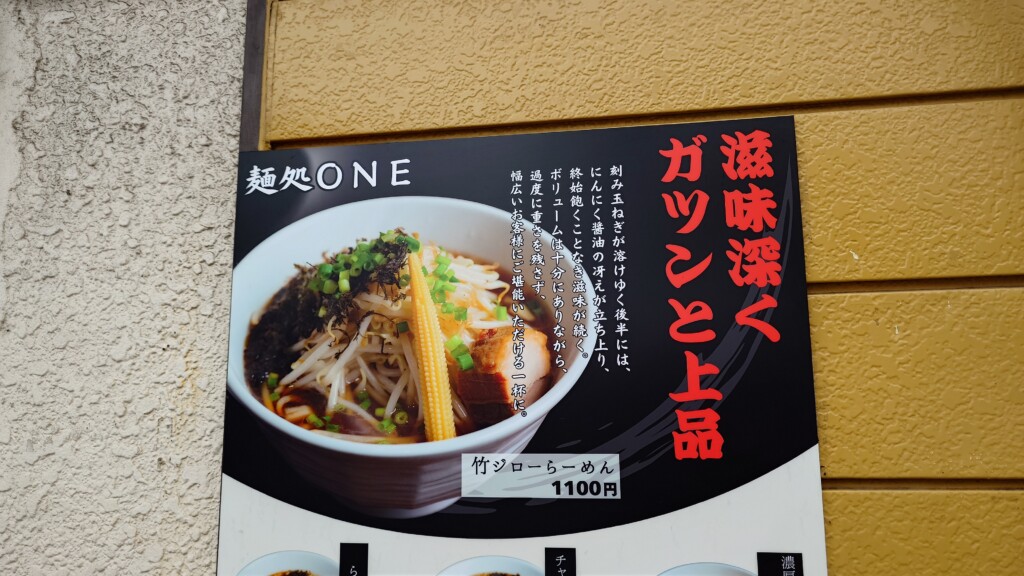 麺処ONE
滋味深く
ガツンと上品
刻み玉ねぎが溶けゆく後半には、
にんにく醤油の冴えが立ち上り、
終始飽くことなき滋味が続く。
ボリュームは十分にありながら、
過度に重さを残さず
幅広いお客様にご堪能いただける一杯に。
竹ジローらーめん
1100円
ら
チャ
濃厚